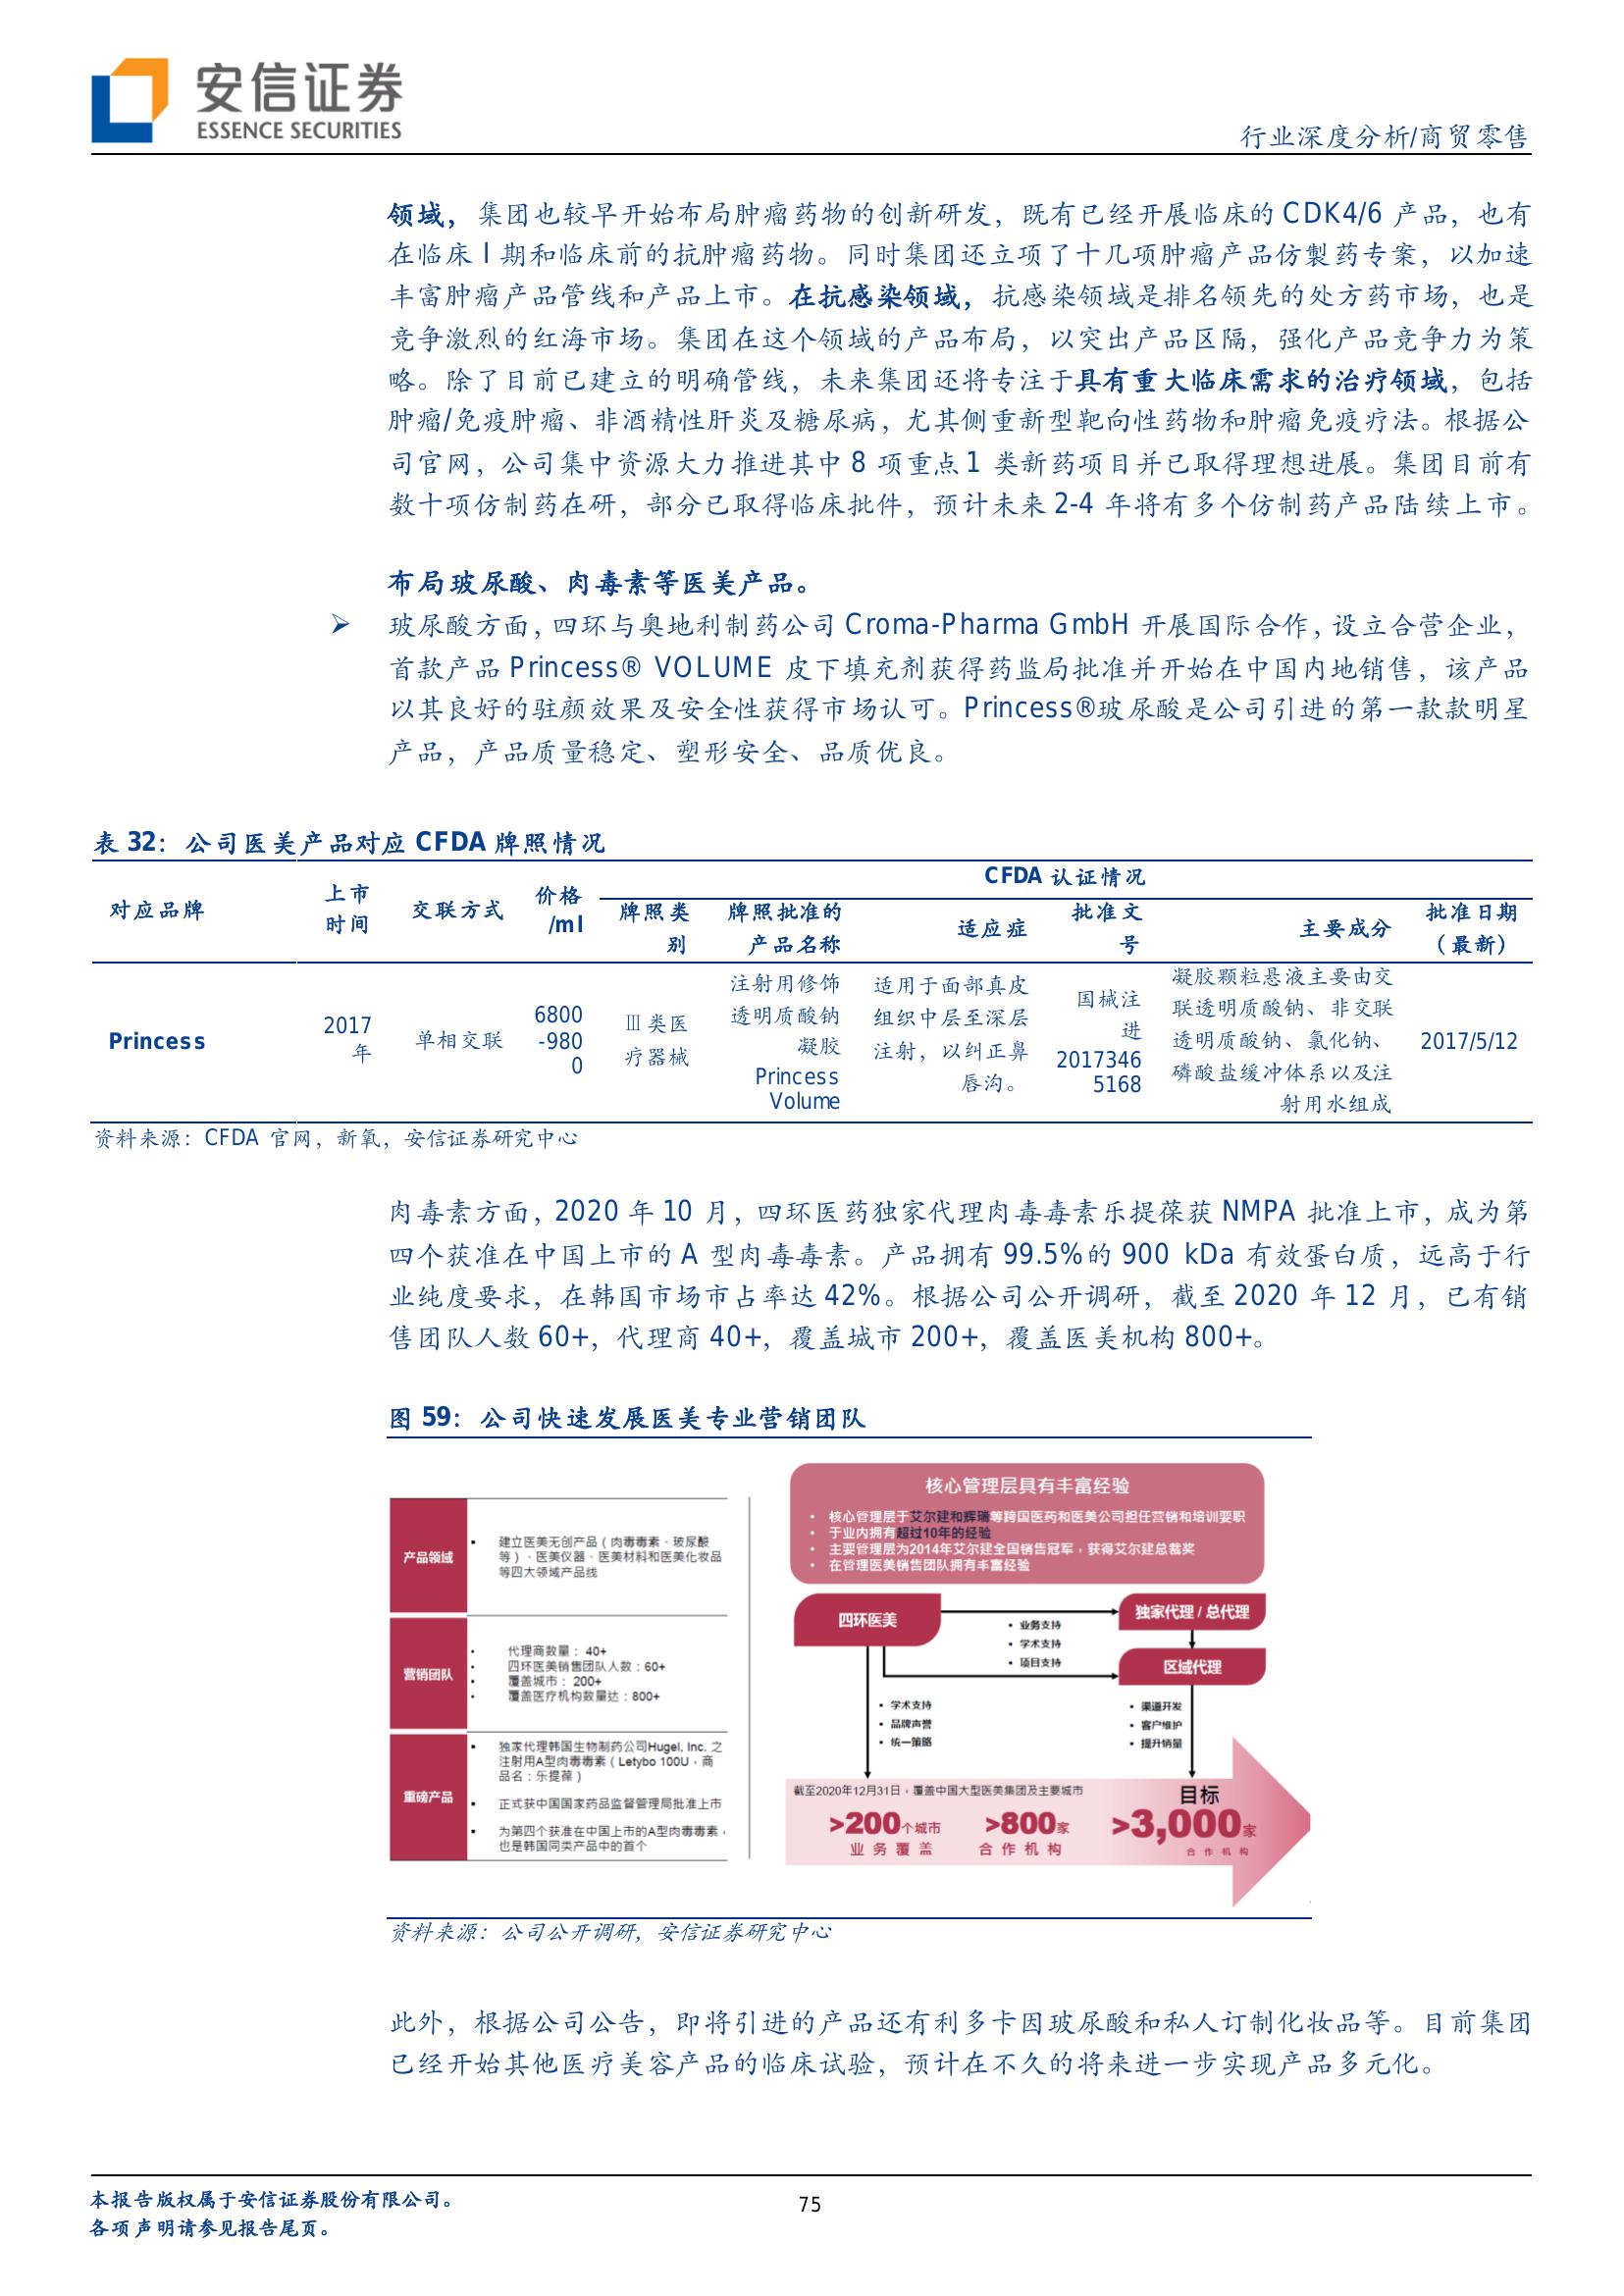 安信证券
ESSENCE SECURITIES
行业深度分析/商贸零售
领域，集团也较早开始布局肿瘤药物的创新研发，既有已经开展临床的 CDK4/6 产品，也有
在临床 I 期和临床前的抗肿瘤药物。同时集团还立项了十几项肿瘤产品仿製药专案，以加速
丰富肿瘤产品管线和产品上市。在抗感染领域，抗感染领域是排名领先的处方药市场，也是
竞争激烈的红海市场。集团在这个领域的产品布局，以突出产品区隔，强化产品竞争力为策
略。除了目前已建立的明确管线，未来集团还将专注于具有重大临床需求的治疗领域，包括
肿瘤/免疫肿瘤、非酒精性肝炎及糖尿病，尤其侧重新型靶向性药物和肿瘤免疫疗法。根据公
司官网，公司集中资源大力推进其中 8 项重点 1 类新药项目并已取得理想进展。集团目前有
数十项仿制药在研，部分已取得临床批件，预计未来 2-4 年将有多个仿制药产品陆续上市。
布局玻尿酸、肉毒素等医美产品。
➢ 玻尿酸方面，四环与奥地利制药公司 Croma-Pharma GmbH 开展国际合作，设立合营企业，
首款产品 Princess® VOLUME 皮下填充剂获得药监局批准并开始在中国内地销售，该产品
以其良好的驻颜效果及安全性获得市场认可。Princess®玻尿酸是公司引进的第一款款明星
产品，产品质量稳定、塑形安全、品质优良。
表 32：公司医美产品对应 CFDA 牌照情况
CFDA 认证情况
对应品牌
上市
时间
交联方式
价格
/ml
牌照类
别
牌照批准的
产品名称
适应症
批准文
号
主要成分
批准日期
（最新）
Princess
2017
年
单相交联
6800
-980
0
Ⅲ类医
疗器械
注射用修饰
透明质酸钠
凝胶
Princess
Volume
适用于面部真皮
组织中层至深层
注射，以纠正鼻
唇沟。
国械注
进
2017346
5168
凝胶颗粒悬液主要由交
联透明质酸钠、非交联
透明质酸钠、氯化钠、
磷酸盐缓冲体系以及注
射用水组成
2017/5/12
资料来源：CFDA 官网，新氧，安信证券研究中心
肉毒素方面，2020 年 10 月，四环医药独家代理肉毒毒素乐提葆获 NMPA 批准上市，成为第
四个获准在中国上市的 A 型肉毒毒素。产品拥有 99.5%的 900 kDa 有效蛋白质，远高于行
业纯度要求，在韩国市场市占率达 42%。根据公司公开调研，截至 2020 年 12 月，已有销
售团队人数 60+，代理商 40+，覆盖城市 200+，覆盖医美机构 800+。
图 59：公司快速发展医美专业营销团队
产品领域
• 建立医美无创产品（肉毒毒素、玻尿酸
等）、医美仪器、医美材料和医美化妆品
等四大领域产品线
营销团队
• 代理商数量： 40+
• 四环医美销售团队人数：60+
• 覆盖城市： 200+
• 覆盖医疗机构数量达：800+
重磅产品
• 独家代理韩国生物制药公司Hugel, Inc. 之
注射用A型肉毒毒素（Letybo 100U，商
品名：乐提葆）
• 正式获中国国家药品监督管理局批准上市
• 为第四个获准在中国上市的A型肉毒毒素，
也是韩国同类产品中的首个
核心管理层具有丰富经验
• 核心管理层于艾尔建和辉瑞等跨国医药和医美公司担任营销和培训要职
• 于业内拥有超过10年的经验
• 主要管理层为2014年艾尔建全国销售冠军，获得艾尔建总裁奖
• 在管理医美销售团队拥有丰富经验
四环医美
• 业务支持
• 学术支持
• 项目支持
独家代理 / 总代理
区域代理
• 学术支持
• 品牌声誉
• 统一策略
• 渠道开发
• 客户维护
• 提升销量
截至2020年12月31日，覆盖中国大型医美集团及主要城市
>200个城市
业务覆盖
>800家
合作机构
目标
>3,000家
合作机构
资料来源：公司公开调研，安信证券研究中心
此外，根据公司公告，即将引进的产品还有利多卡因玻尿酸和私人订制化妆品等。目前集团
已经开始其他医疗美容产品的临床试验，预计在不久的将来进一步实现产品多元化。
本报告版权属于安信证券股份有限公司。
各项声明请参见报告尾页。
75